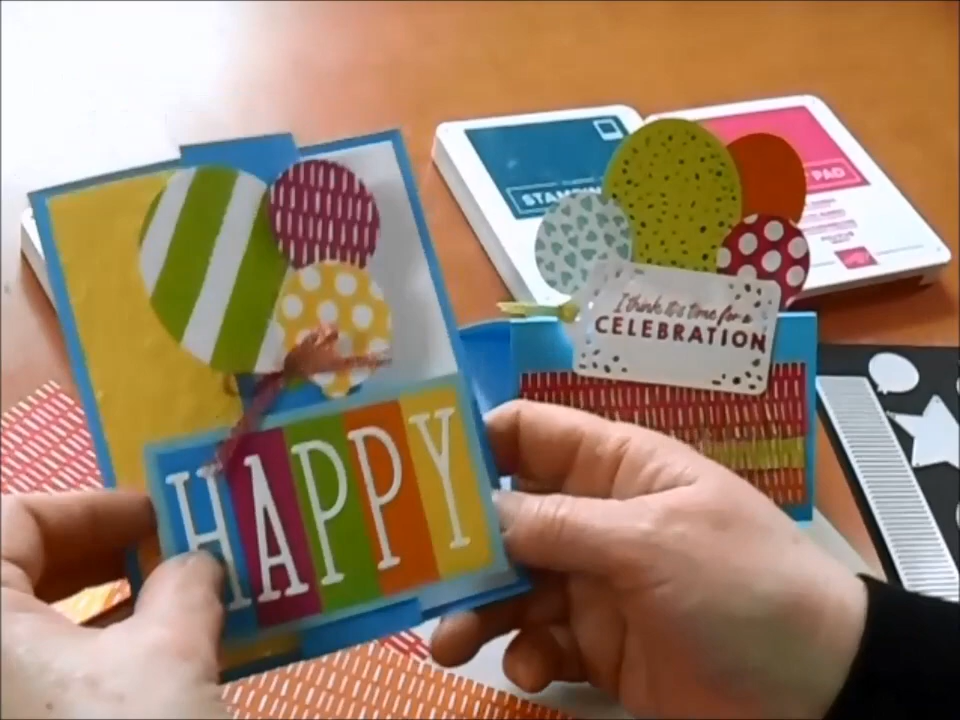 STAMPIN
PAD
I think it's time for a
CELEBRATION
HAPPY